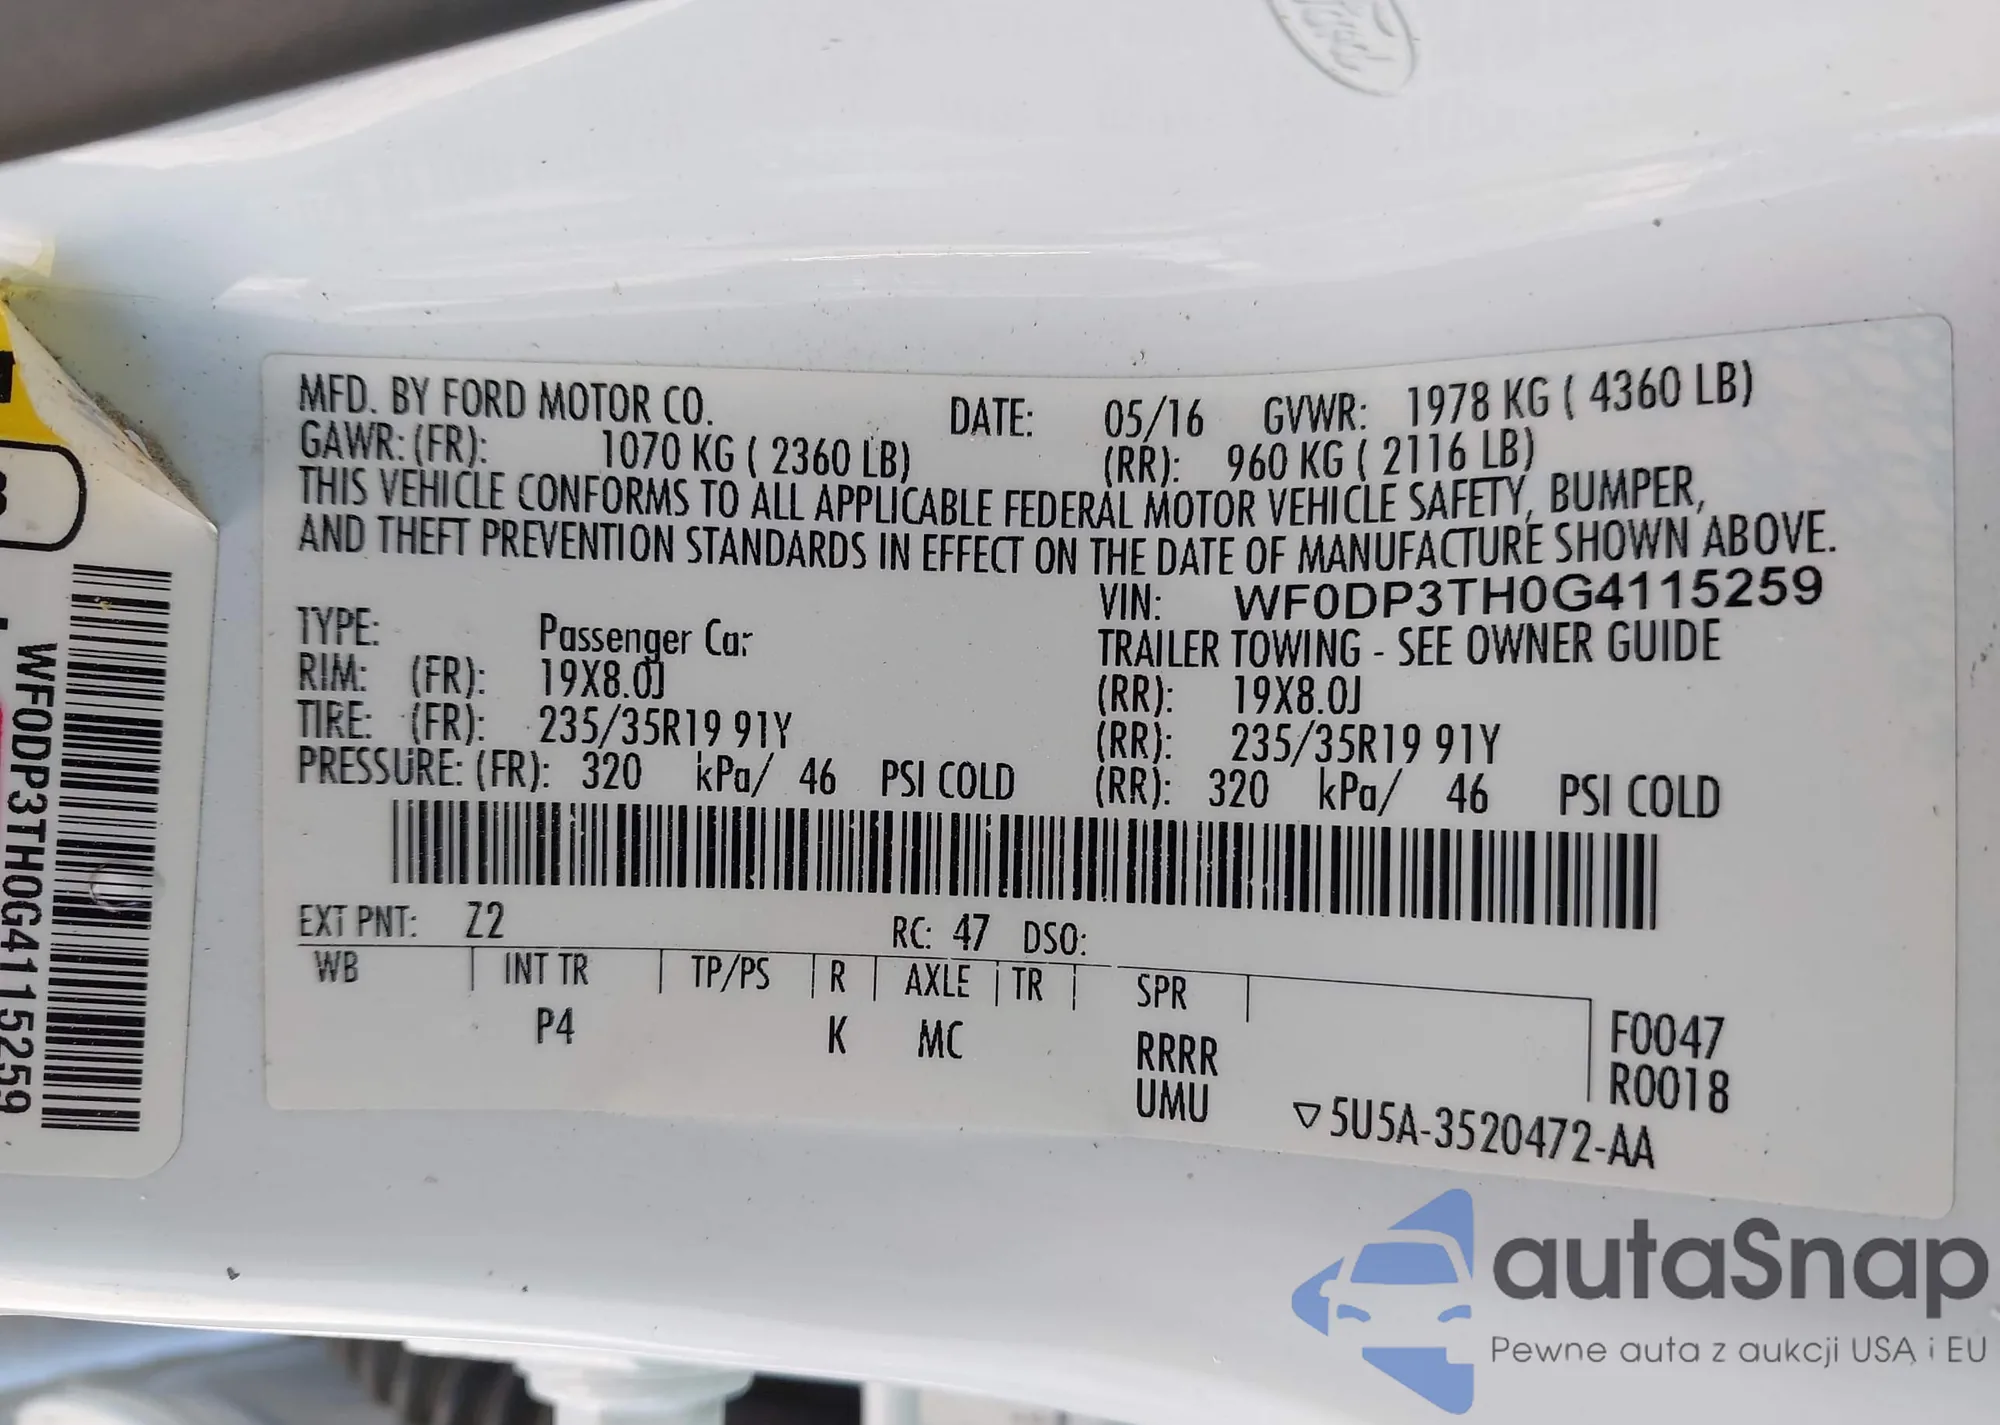 Ford
MFD. BY FORD MOTOR CO. DATE: 05/16 GVWR: 1978 KG ( 4360 LB)
GAWR: (FR): 1070 KG ( 2360 LB) (RR): 960 KG ( 2116 LB)
THIS VEHICLE CONFORMS TO ALL APPLICABLE FEDERAL MOTOR VEHICLE SAFETY, BUMPER,
AND THEFT PREVENTION STANDARDS IN EFFECT ON THE DATE OF MANUFACTURE SHOWN ABOVE.
VIN: WF0DP3TH0G4115259
TYPE: Passenger Car TRAILER TOWING - SEE OWNER GUIDE
RIM: (FR): 19X8.0J (RR): 19X8.0J
TIRE: (FR): 235/35R19 91Y (RR): 235/35R19 91Y
PRESSURE: (FR): 320 kPa/ 46 PSI COLD (RR): 320 kPa/ 46 PSI COLD
EXT PNT: Z2 RC: 47 DSO:
WB INT TR TP/PS R AXLE TR SPR
P4 K MC RRRR F0047
UMU R0018
▽5U5A-3520472-AA
WF0DP3TH0G4115259
autaSnap
Pewne auta z aukcji USA i EU